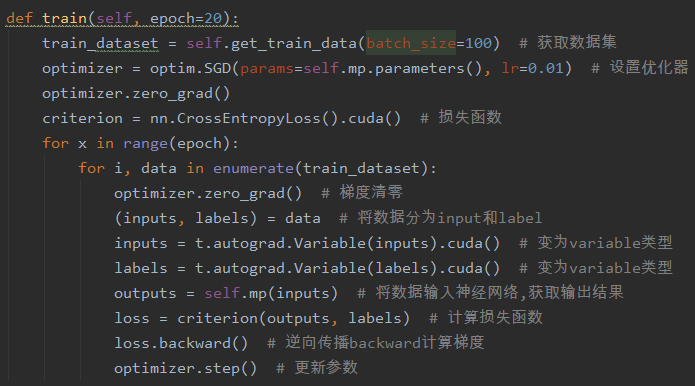 def train(self, epoch=20):
    train_dataset = self.get_train_data(batch_size=100)  # 获取数据集
    optimizer = optim.SGD(params=self.mp.parameters(), lr=0.01)  # 设置优化器
    optimizer.zero_grad()
    criterion = nn.CrossEntropyLoss().cuda()  # 损失函数
    for x in range(epoch):
        for i, data in enumerate(train_dataset):
            optimizer.zero_grad()  # 梯度清零
            (inputs, labels) = data  # 将数据分为input和label
            inputs = t.autograd.Variable(inputs).cuda()  # 变为variable类型
            labels = t.autograd.Variable(labels).cuda()  # 变为variable类型
            outputs = self.mp(inputs)  # 将数据输入神经网络,获取输出结果
            loss = criterion(outputs, labels)  # 计算损失函数
            loss.backward()  # 逆向传播backward计算梯度
            optimizer.step()  # 更新参数